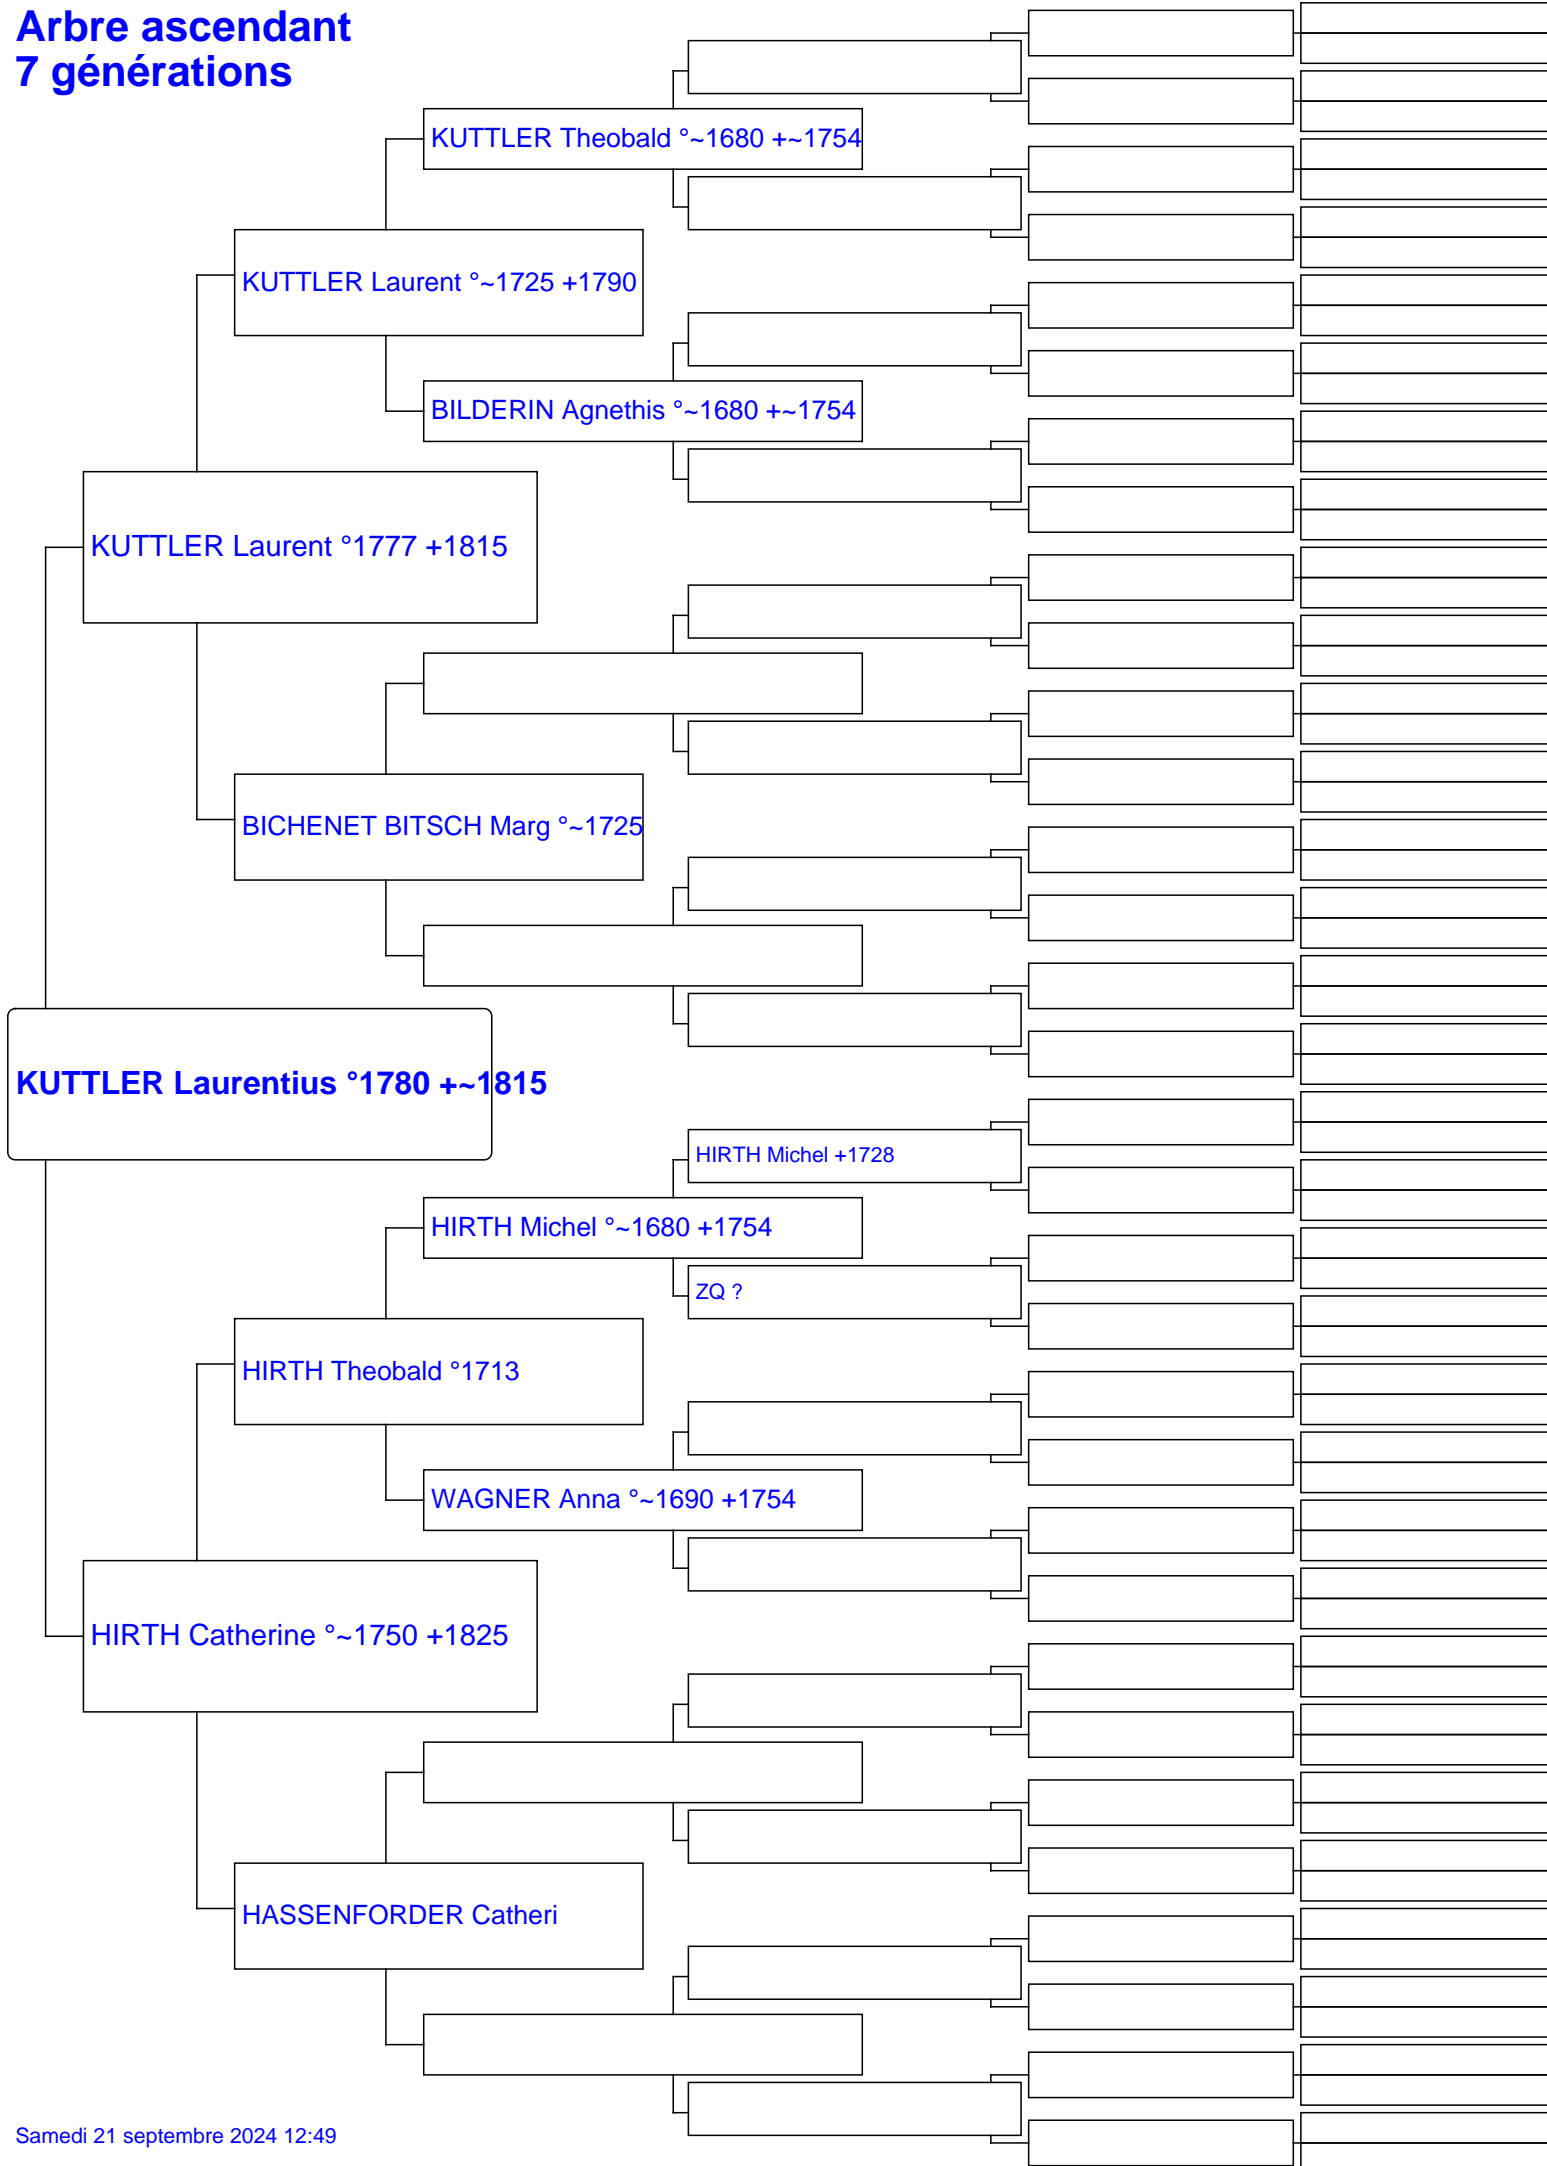 Arbre ascendant
7 générations
KUTTLER Theobald °~1680 +~1754
KUTTLER Laurent °~1725 +1790
BILDERIN Agnethis °~1680 +~1754
KUTTLER Laurent °1777 +1815
BICHENET BITSCH Marg °~1725
KUTTLER Laurentius °1780 +~1815
HIRTH Michel +1728
HIRTH Michel °~1680 +1754
ZQ ?
HIRTH Theobald °1713
WAGNER Anna °~1690 +1754
HIRTH Catherine °~1750 +1825
HASSENFORDER Catheri
Samedi 21 septembre 2024 12:49